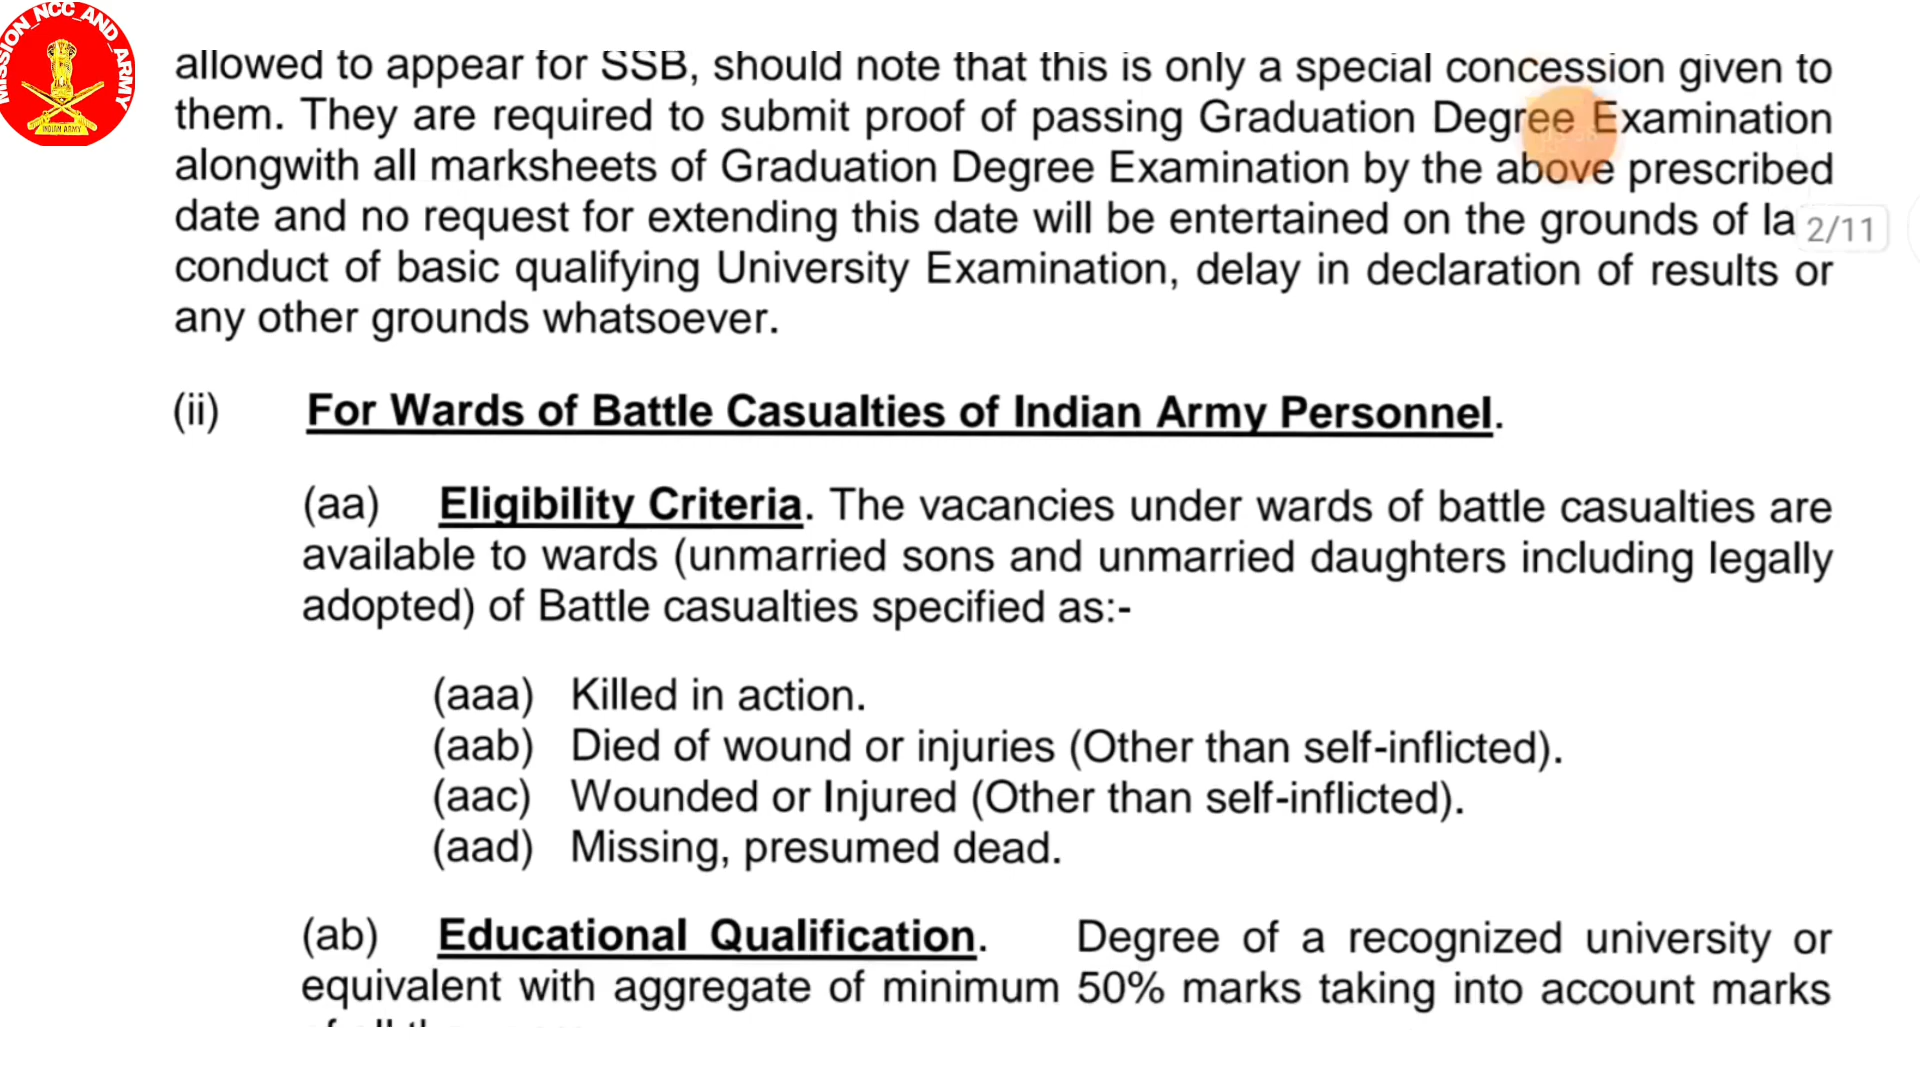 MISSION_NCC_AND_ARMY
INDIAN ARMY
allowed to appear for SSB, should note that this is only a special concession given to
them. They are required to submit proof of passing Graduation Degree Examination
alongwith all marksheets of Graduation Degree Examination by the above prescribed
date and no request for extending this date will be entertained on the grounds of
2/11
conduct of basic qualifying University Examination, delay in declaration of results or
any other grounds whatsoever.
(ii) For Wards of Battle Casualties of Indian Army Personnel.
(aa) Eligibility Criteria. The vacancies under wards of battle casualties are
available to wards (unmarried sons and unmarried daughters including legally
adopted) of Battle casualties specified as:-
(aaa) Killed in action.
(aab) Died of wound or injuries (Other than self-inflicted).
(aac) Wounded or Injured (Other than self-inflicted).
(aad) Missing, presumed dead.
(ab) Educational Qualification. Degree of a recognized university or
equivalent with aggregate of minimum 50% marks taking into account marks